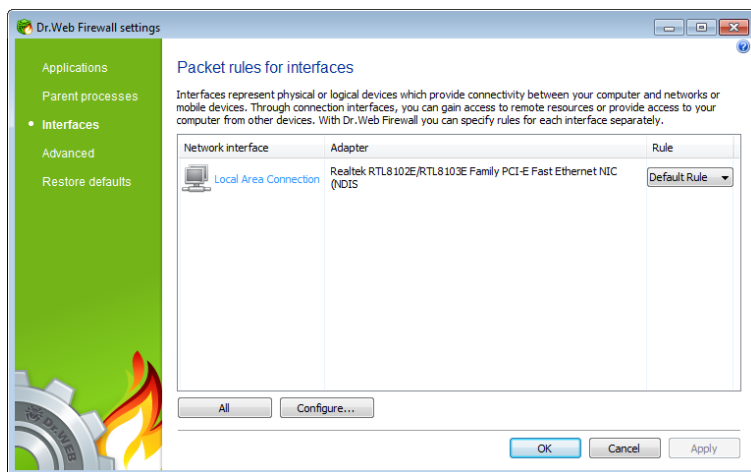 Dr.Web Firewall settings
Applications
Parent processes
Interfaces
Advanced
Restore defaults
Packet rules for interfaces
Interfaces represent physical or logical devices which provide connectivity between your computer and networks or
mobile devices. Through connection interfaces, you can gain access to remote resources or provide access to your
computer from other devices. With Dr.Web Firewall you can specify rules for each interface separately.
Network interface Adapter Rule
Local Area Connection Realtek RTL8102E/RTL8103E Family PCI-E Fast Ethernet NIC
(NDIS
Default Rule
All Configure...
Dr.WEB
OK Cancel Apply